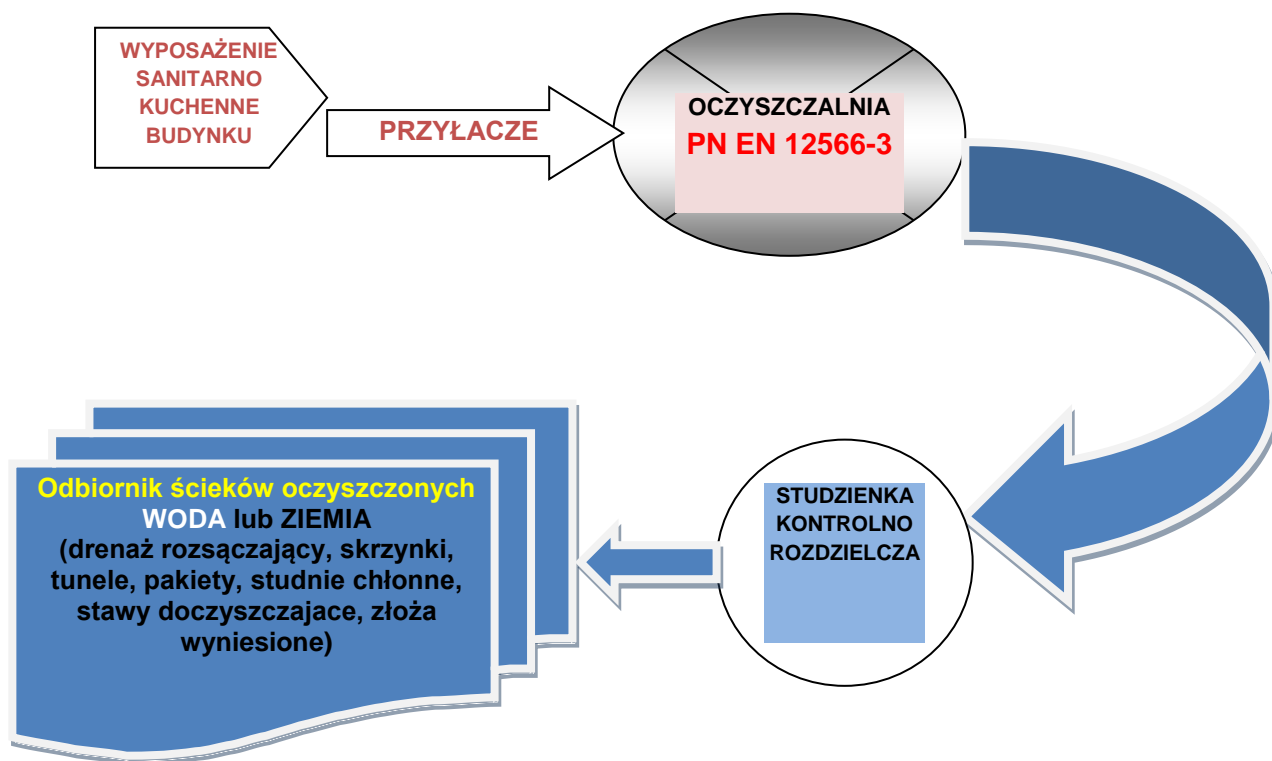 WYPOSAŻENIE
SANITARNO
KUCHENNE
BUDYNKU
PRZYŁACZE
OCZYSZCZALNIA
PN EN 12566-3
STUDZIENKA
KONTROLNO
ROZDZIELCZA
Odbiornik ścieków oczyszczonych
WODA lub ZIEMIA
(drenaż rozsączający, skrzynki,
tunele, pakiety, studnie chłonne,
stawy doczyszczajace, złoża
wyniesione)